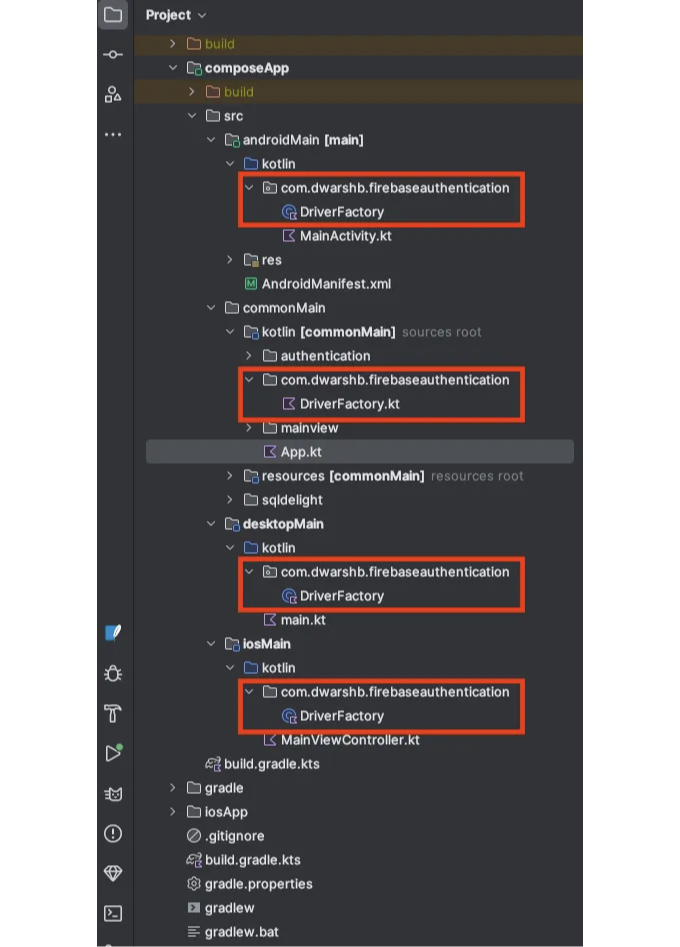 Project
build
composeApp
build
src
androidMain [main]
kotlin
com.dwarshb.firebaseauthentication
DriverFactory
MainActivity.kt
res
AndroidManifest.xml
commonMain
kotlin [commonMain] sources root
authentication
com.dwarshb.firebaseauthentication
DriverFactory.kt
mainview
App.kt
resources [commonMain] resources root
sqldelight
desktopMain
kotlin
com.dwarshb.firebaseauthentication
DriverFactory
main.kt
iosMain
kotlin
com.dwarshb.firebaseauthentication
DriverFactory
MainViewController.kt
build.gradle.kts
gradle
iosApp
.gitignore
build.gradle.kts
gradle.properties
gradlew
gradlew.bat